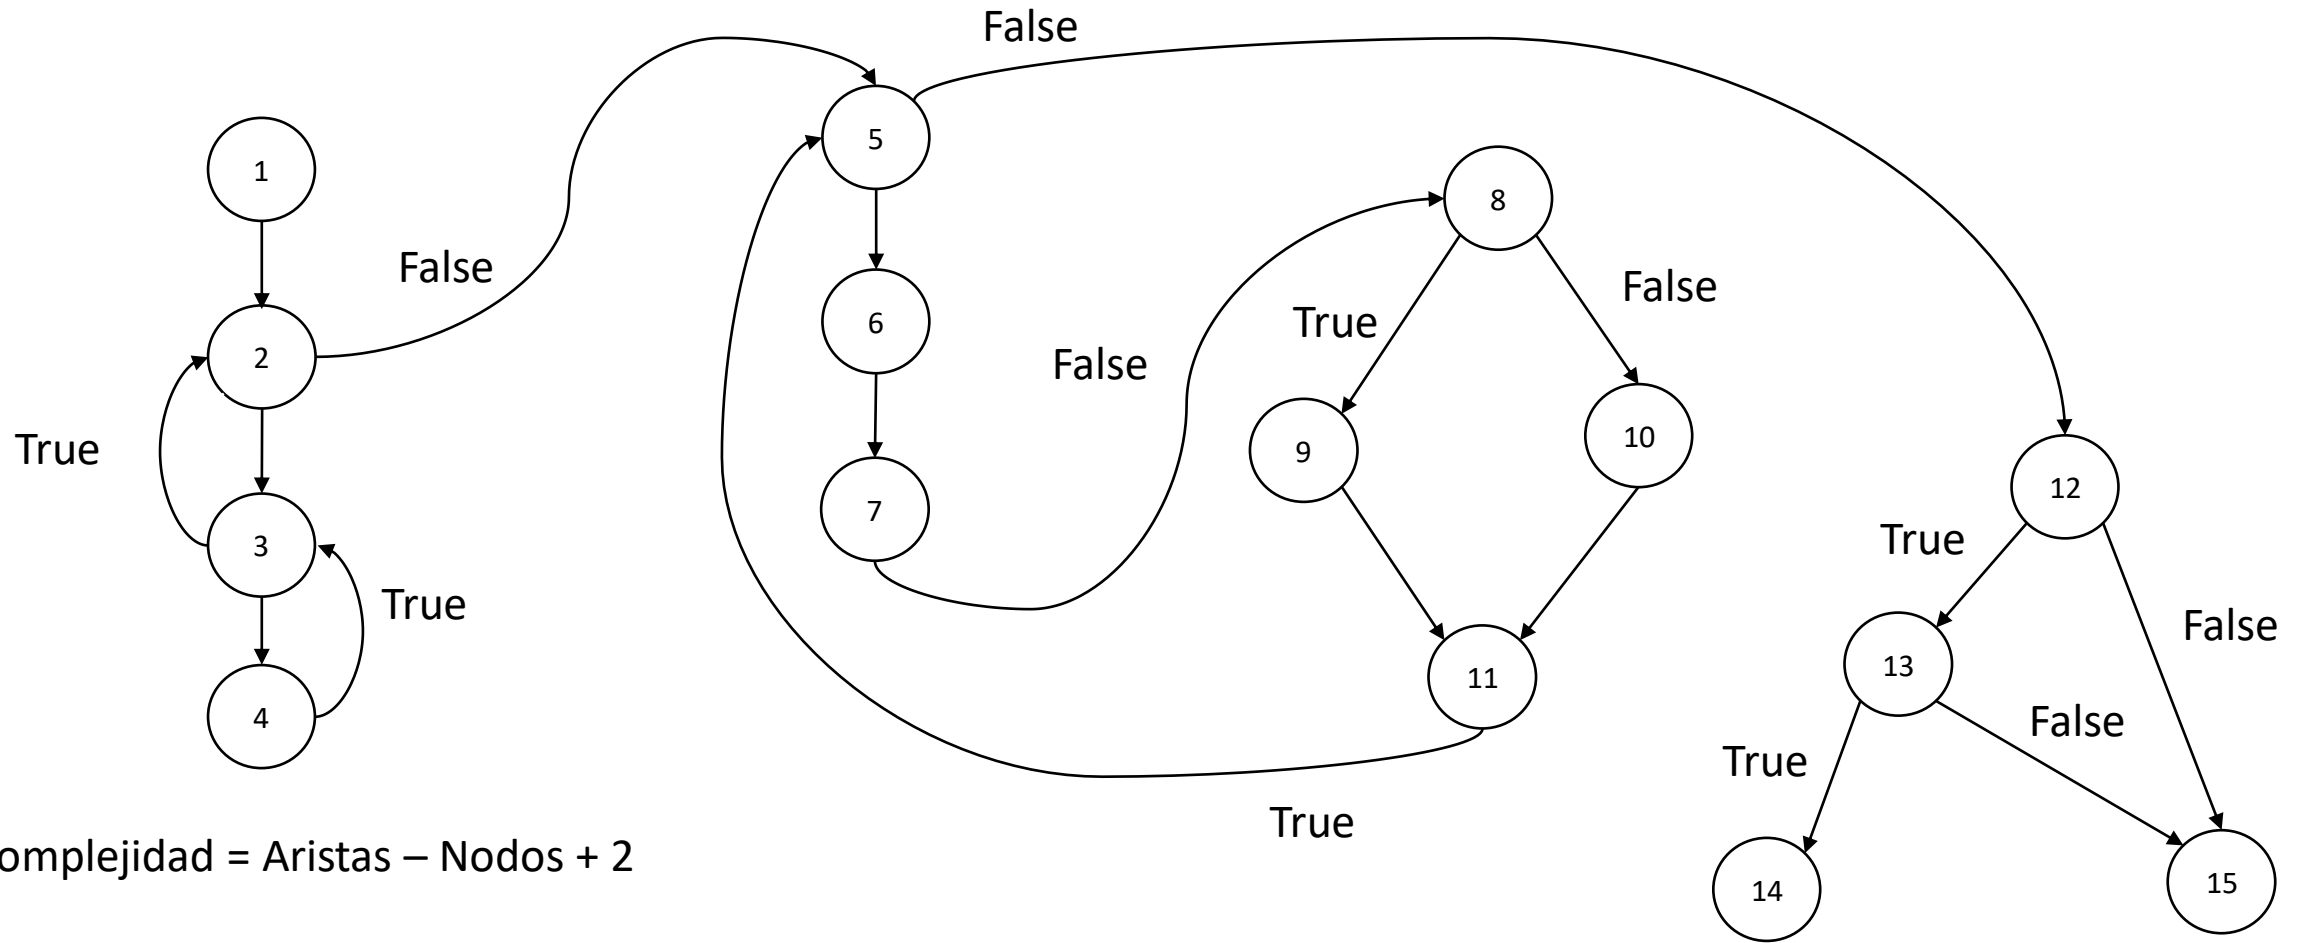 False
5
1
8
False
False
6
True
2
False
9
10
True
7
12
3
True
True
False
13
11
False
4
True
True
omplejidad = Aristas – Nodos + 2
14
15